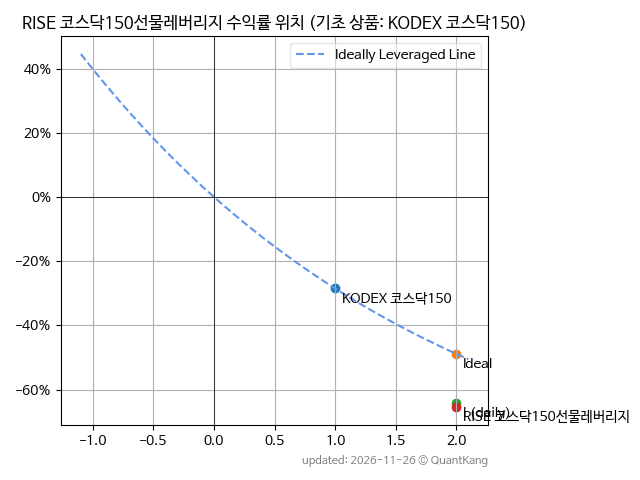 RISE 코스닥150선물레버리지 수익률 위치 (기초 상품: KODEX 코스닥150)
Ideally Leveraged Line
40%
20%
0%
-20%
-40%
-60%
KODEX 코스닥150
Ideal
(daily)
RISE 코스닥150선물레버리지
-1.0
-0.5
0.0
0.5
1.0
1.5
2.0
updated: 2026-11-26 © QuantKang